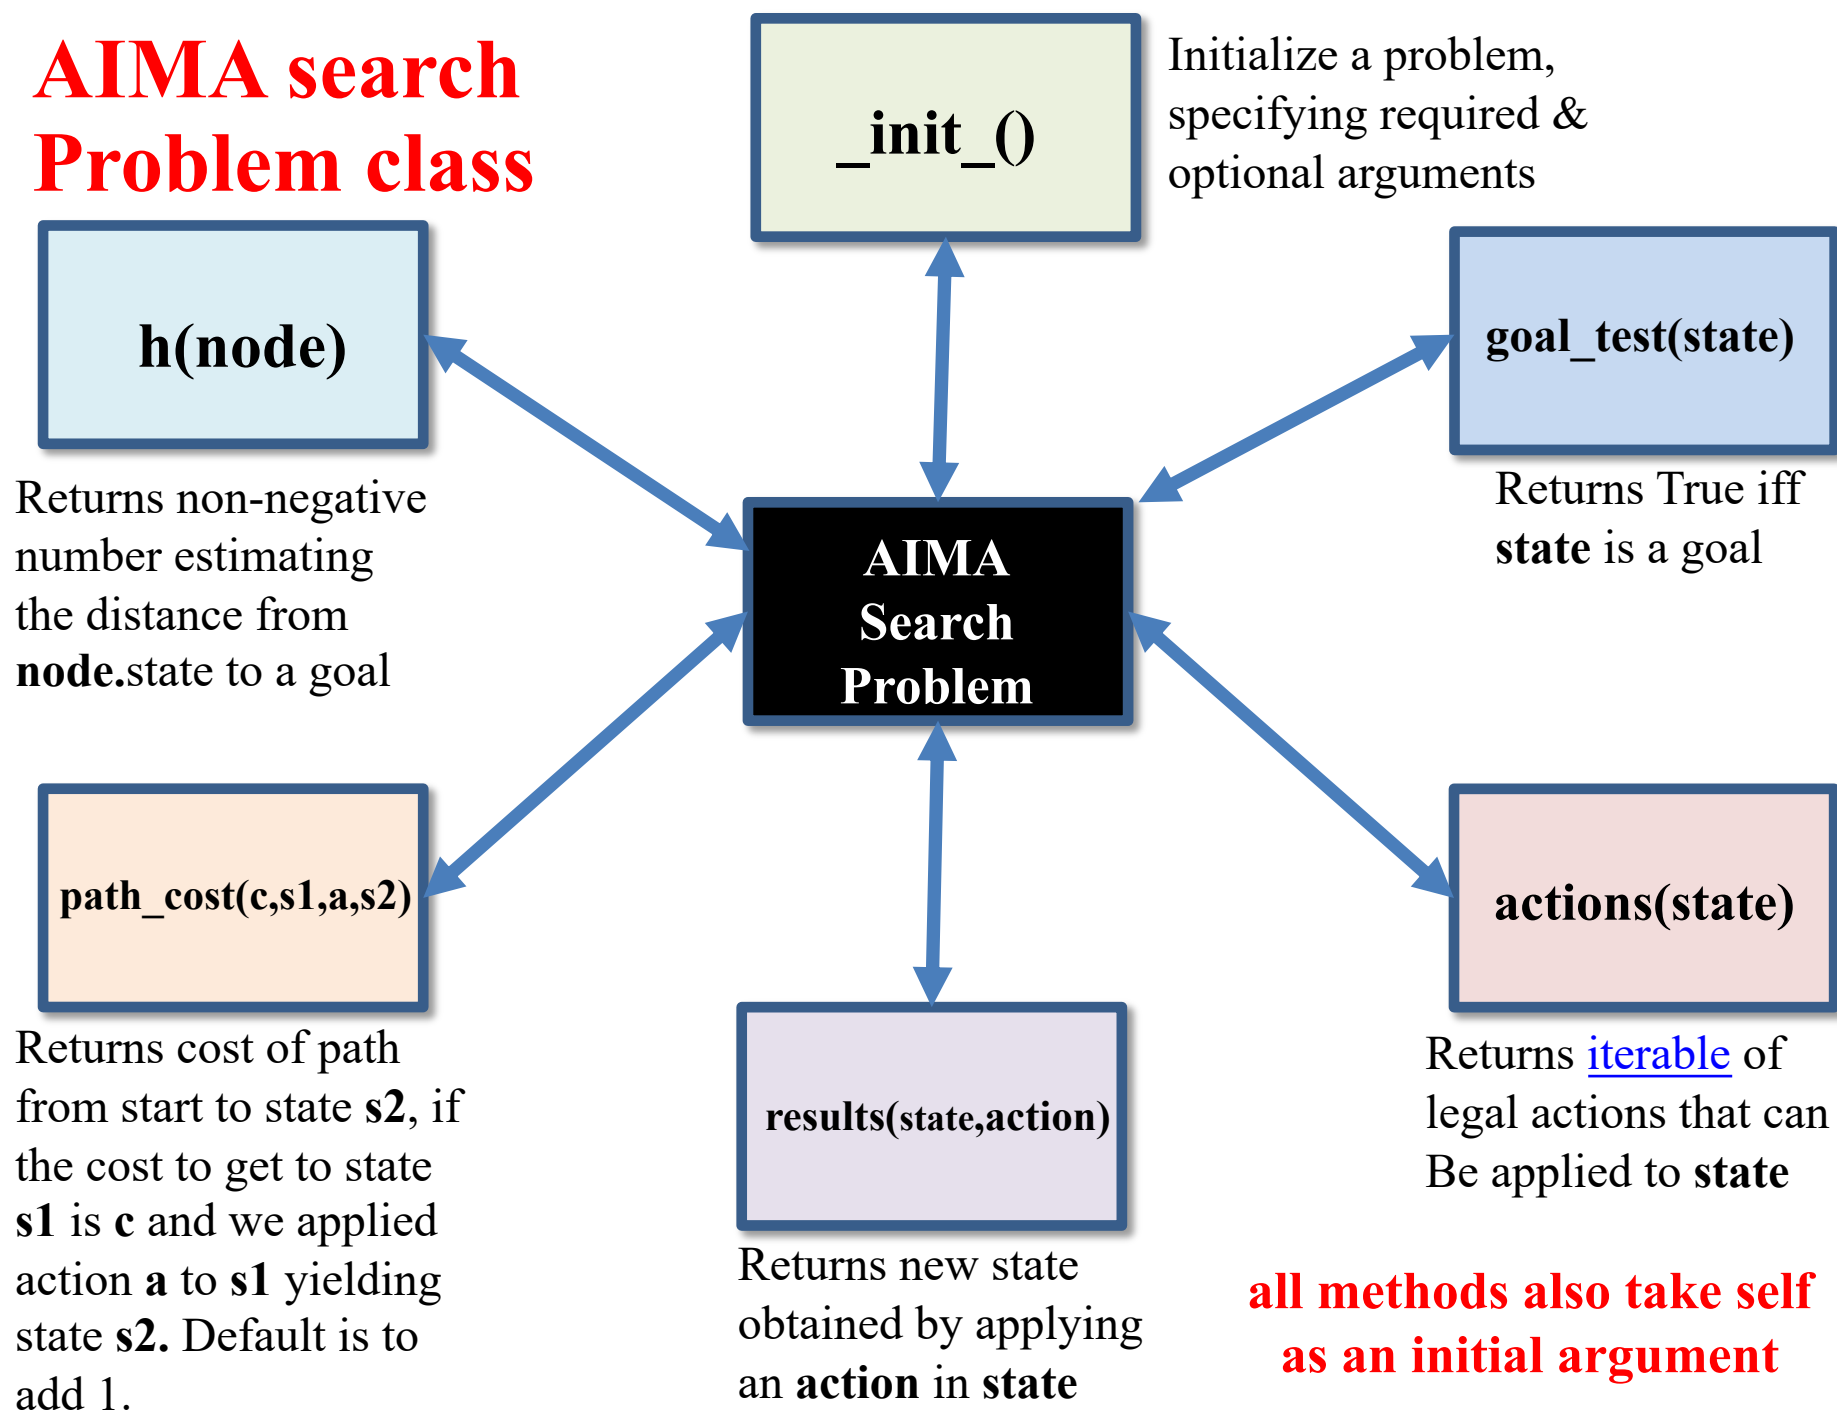 AIMA search
Problem class
_init_()
Initialize a problem,
specifying required &
optional arguments
h(node)
Returns non-negative
number estimating
the distance from
node.state to a goal
goal_test(state)
Returns True iff
state is a goal
AIMA
Search
Problem
path_cost(c,s1,a,s2)
Returns cost of path
from start to state s2, if
the cost to get to state
s1 is c and we applied
action a to s1 yielding
state s2. Default is to
add 1.
results(state,action)
Returns new state
obtained by applying
an action in state
actions(state)
Returns iterable of
legal actions that can
Be applied to state
all methods also take self
as an initial argument